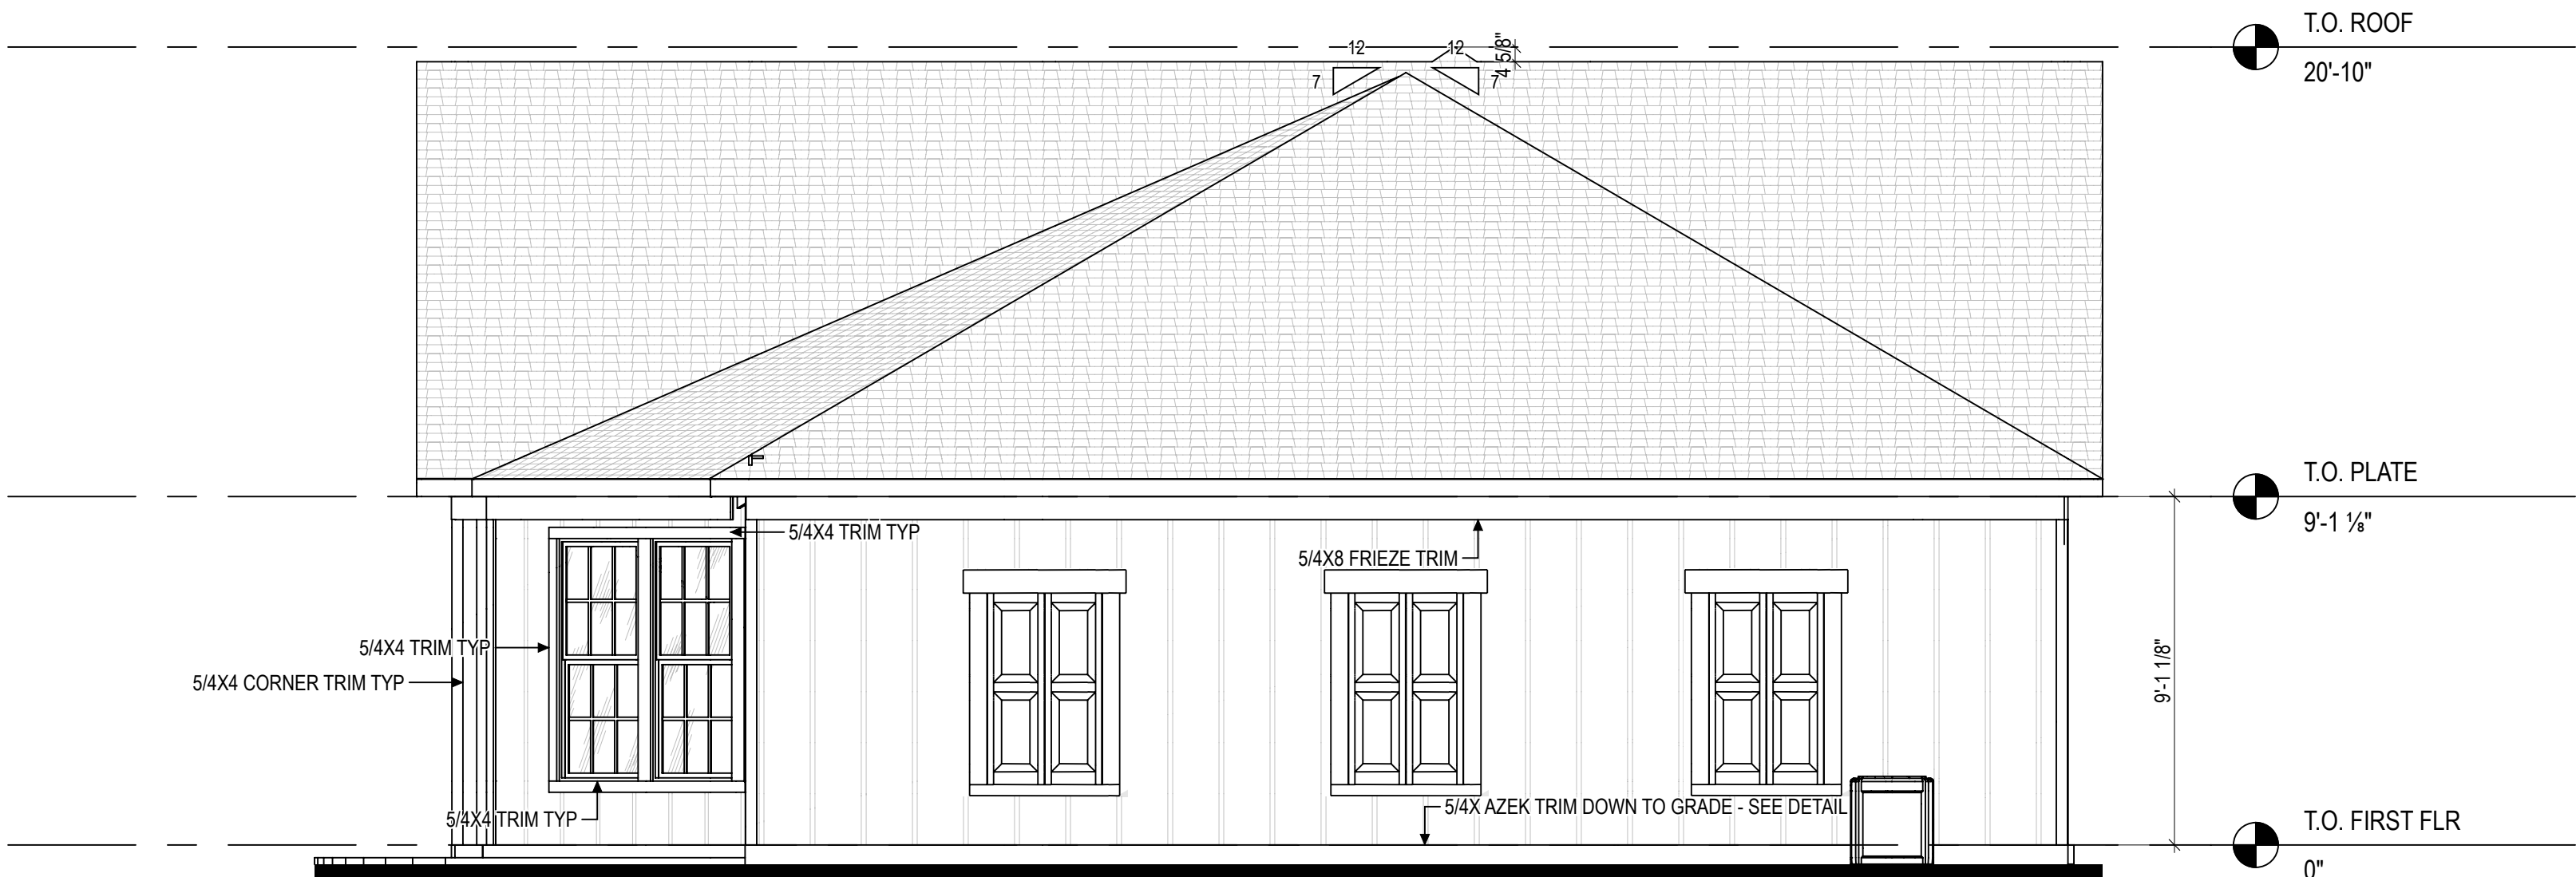 T.O. ROOF
20'-10"
12
12
4 5/8"
7
7
T.O. PLATE
9'-1 ⅛"
5/4X4 TRIM TYP
5/4X8 FRIEZE TRIM
5/4X4 TRIM TYP
5/4X4 CORNER TRIM TYP
9'-1 1/8"
5/4X4 TRIM TYP
5/4X AZEK TRIM DOWN TO GRADE - SEE DETAIL
T.O. FIRST FLR
0"